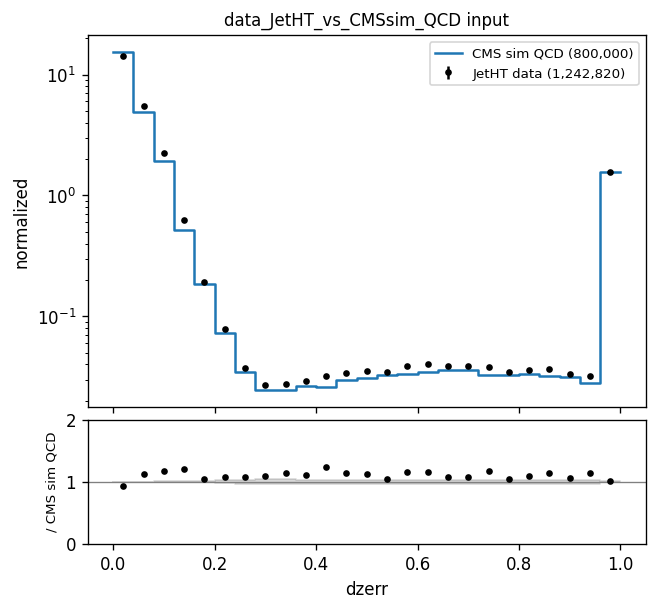 data_JetHT_vs_CMSsim_QCD input
CMS sim QCD (800,000)
JetHT data (1,242,820)
normalized
10¹
10⁰
10⁻¹
/ CMS sim QCD
2
1
0
0.0 0.2 0.4 0.6 0.8 1.0
dzerr